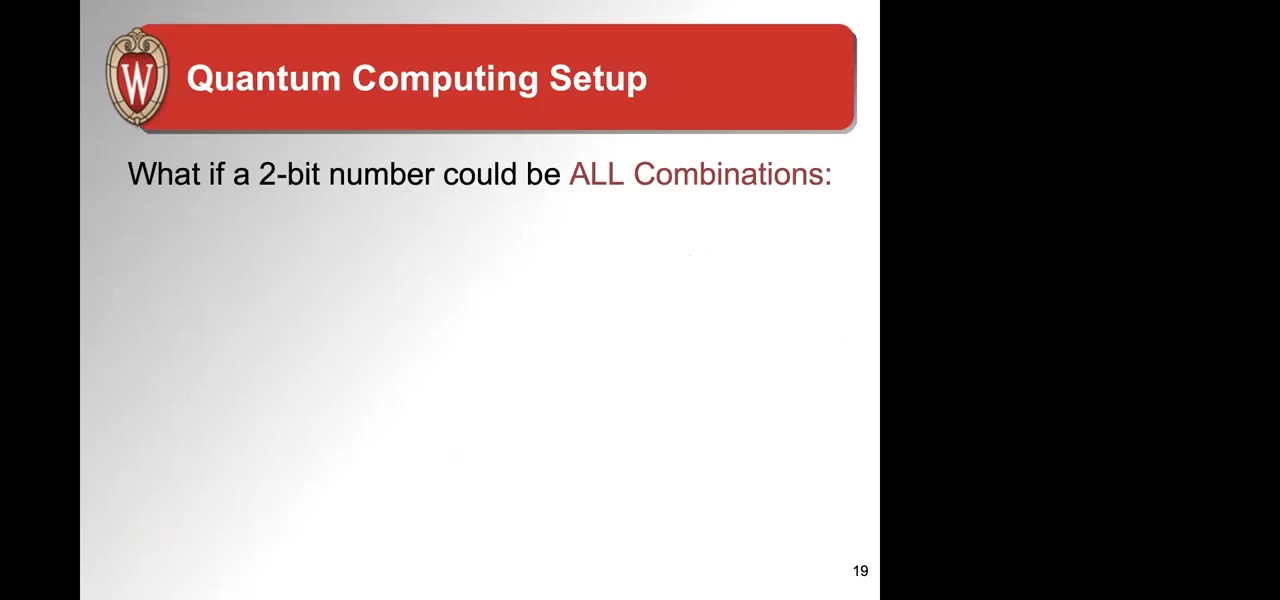 W
Quantum Computing Setup
What if a 2-bit number could be ALL Combinations:
19